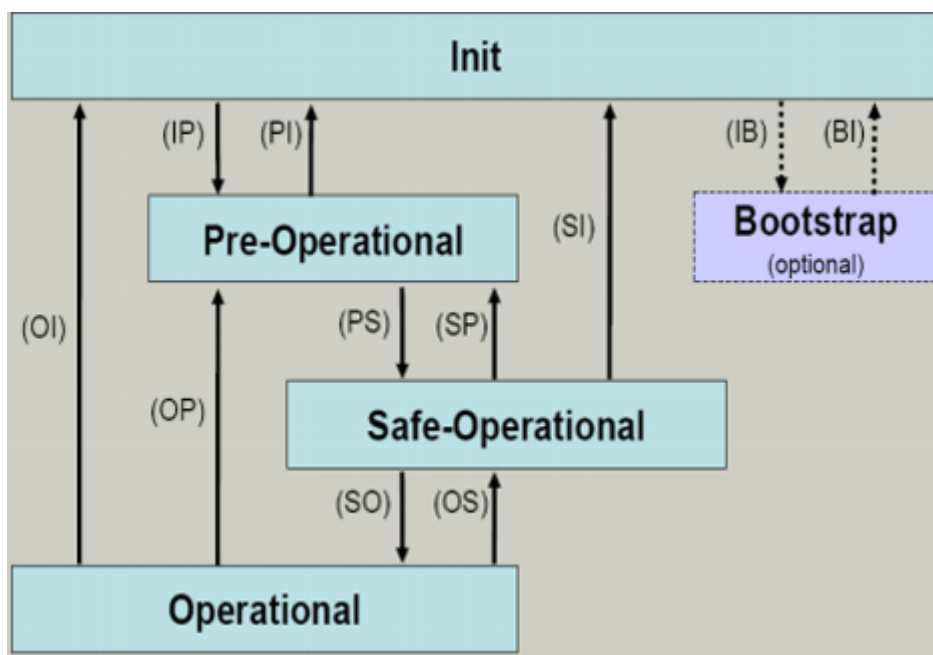 Init
(IP)
(PI)
(IB)
(BI)
(SI)
Pre-Operational
Bootstrap
(optional)
(OI)
(PS)
(SP)
(OP)
Safe-Operational
(SO)
(OS)
Operational